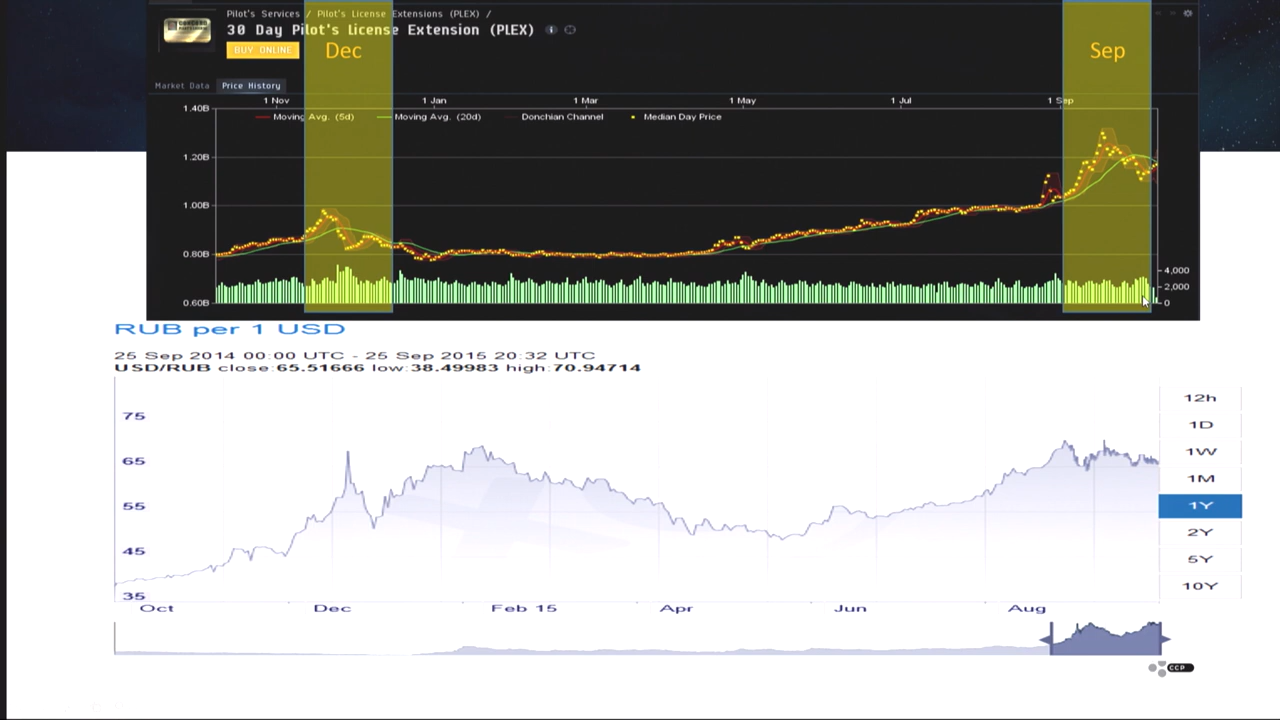 Pilot's Services / Pilot's License Extensions (PLEX) /
30 Day Pilot's License Extension (PLEX)
BUY ONLINE
Dec
Sep
Market Data Price History
1 Nov 1 Jan 1 Mar 1 May 1 Jul 1 Sep
1.40B
Moving Avg. (5d) Moving Avg. (20d) Donchian Channel Median Day Price
1.20B
1.00B
0.80B
4,000
2,000
0.60B 0
RUB per 1 USD
25 Sep 2014 00:00 UTC - 25 Sep 2015 20:32 UTC
USD/RUB close:65.51666 low:38.49983 high:70.94714
12h
75
1D
65
1W
1M
55
1Y
2Y
45
5Y
10Y
35
Oct Dec Feb 15 Apr Jun Aug
CCP